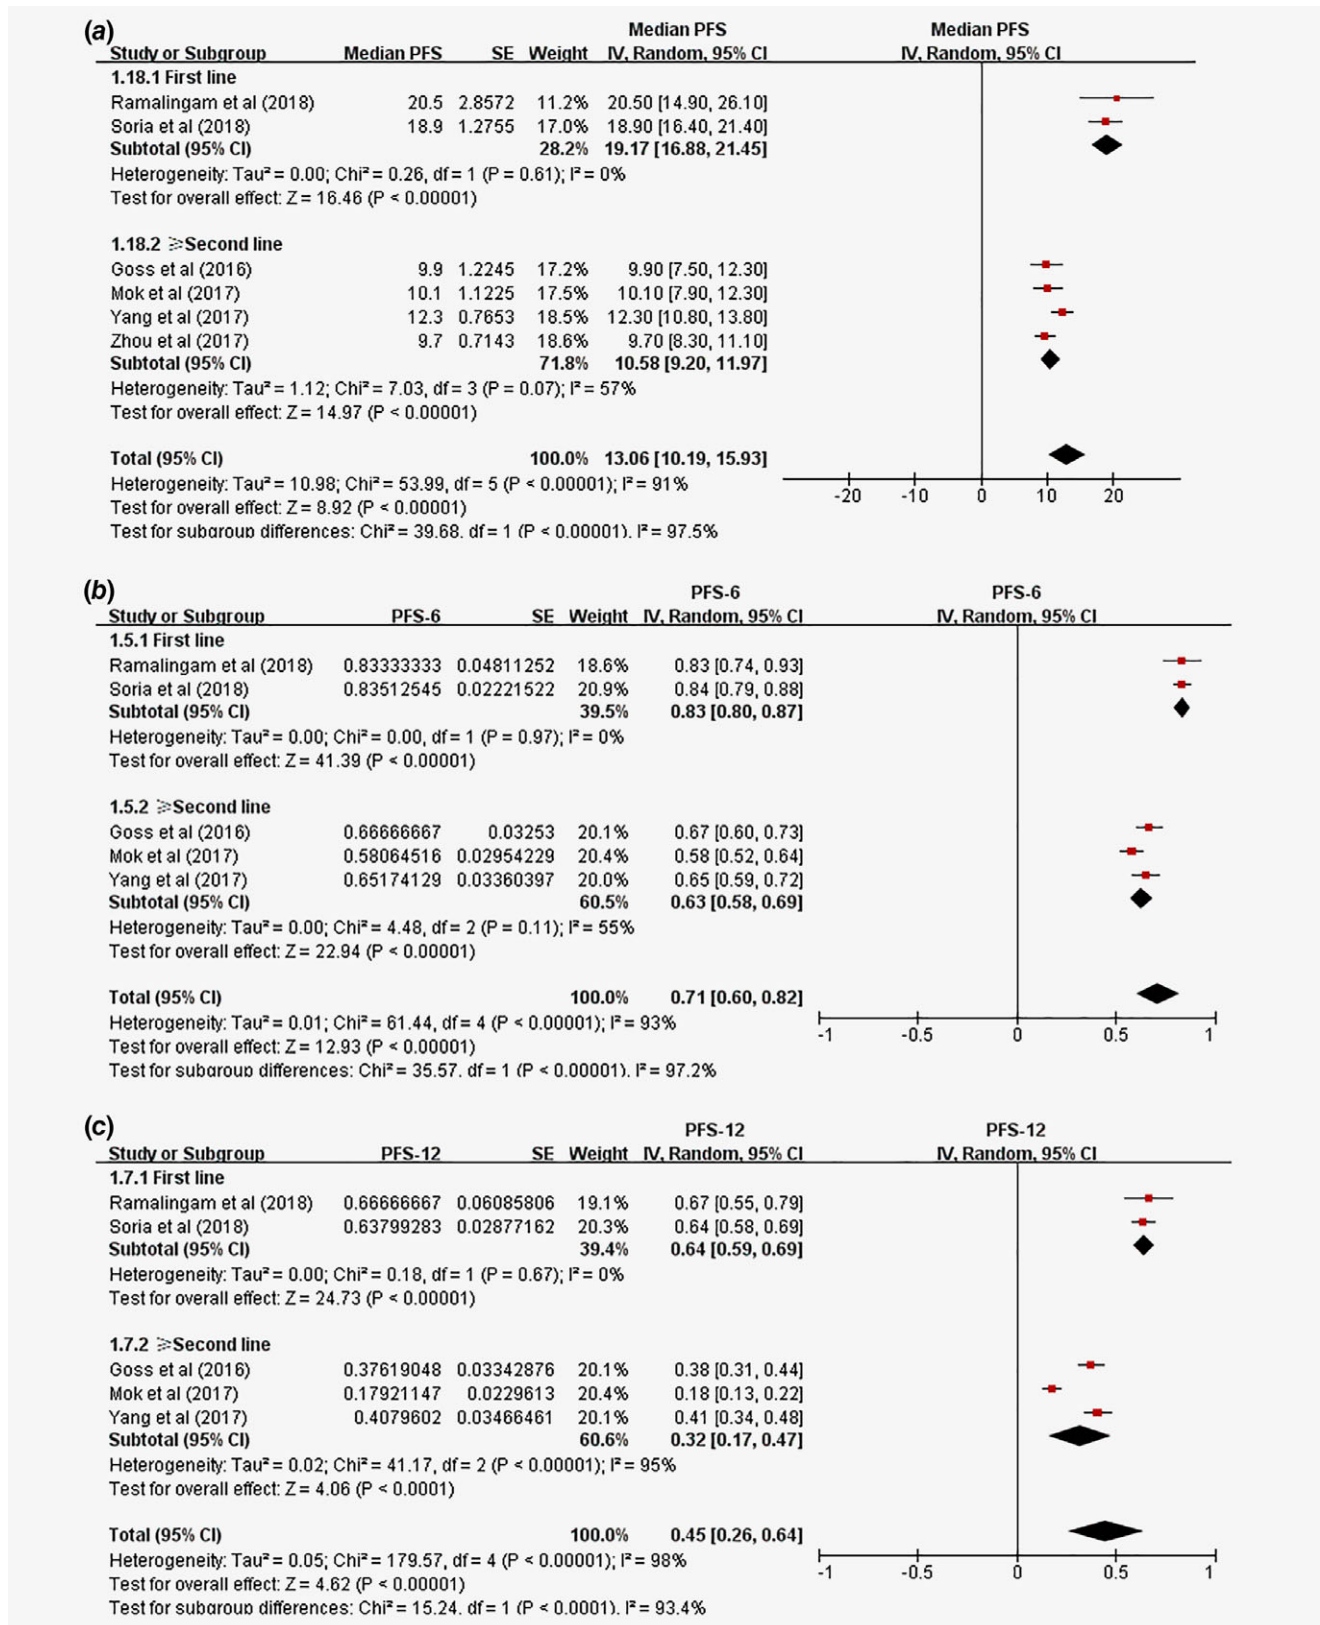 (a)
Median PFS Median PFS
Study or Subgroup Median PFS SE Weight IV, Random, 95% CI IV, Random, 95% CI
1.18.1 First line
Ramalingam et al (2018) 20.5 2.8572 11.2% 20.50 [14.90, 26.10]
Soria et al (2018) 18.9 1.2755 17.0% 18.90 [16.40, 21.40]
Subtotal (95% CI) 28.2% 19.17 [16.88, 21.45]
Heterogeneity: Tau² = 0.00; Chi² = 0.26, df = 1 (P = 0.61); I² = 0%
Test for overall effect: Z = 16.46 (P < 0.00001)
1.18.2 ⩾Second line
Goss et al (2016) 9.9 1.2245 17.2% 9.90 [7.50, 12.30]
Mok et al (2017) 10.1 1.1225 17.5% 10.10 [7.90, 12.30]
Yang et al (2017) 12.3 0.7653 18.5% 12.30 [10.80, 13.80]
Zhou et al (2017) 9.7 0.7143 18.6% 9.70 [8.30, 11.10]
Subtotal (95% CI) 71.8% 10.58 [9.20, 11.97]
Heterogeneity: Tau² = 1.12; Chi² = 7.03, df = 3 (P = 0.07); I² = 57%
Test for overall effect: Z = 14.97 (P < 0.00001)
Total (95% CI) 100.0% 13.06 [10.19, 15.93]
Heterogeneity: Tau² = 10.98; Chi² = 53.99, df = 5 (P < 0.00001); I² = 91%
-20 -10 0 10 20
Test for overall effect: Z = 8.92 (P < 0.00001)
Test for subgroup differences: Chi² = 39.68. df = 1 (P < 0.00001). I² = 97.5%
(b)
PFS-6 PFS-6
Study or Subgroup PFS-6 SE Weight IV, Random, 95% CI IV, Random, 95% CI
1.5.1 First line
Ramalingam et al (2018) 0.83333333 0.04811252 18.6% 0.83 [0.74, 0.93]
Soria et al (2018) 0.83512545 0.02221522 20.9% 0.84 [0.79, 0.88]
Subtotal (95% CI) 39.5% 0.83 [0.80, 0.87]
Heterogeneity: Tau² = 0.00; Chi² = 0.00, df = 1 (P = 0.97); I² = 0%
Test for overall effect: Z = 41.39 (P < 0.00001)
1.5.2 ⩾Second line
Goss et al (2016) 0.66666667 0.03253 20.1% 0.67 [0.60, 0.73]
Mok et al (2017) 0.58064516 0.02954229 20.4% 0.58 [0.52, 0.64]
Yang et al (2017) 0.65174129 0.03360397 20.0% 0.65 [0.59, 0.72]
Subtotal (95% CI) 60.5% 0.63 [0.58, 0.69]
Heterogeneity: Tau² = 0.00; Chi² = 4.48, df = 2 (P = 0.11); I² = 55%
Test for overall effect: Z = 22.94 (P < 0.00001)
Total (95% CI) 100.0% 0.71 [0.60, 0.82]
Heterogeneity: Tau² = 0.01; Chi² = 61.44, df = 4 (P < 0.00001); I² = 93%
-1 -0.5 0 0.5 1
Test for overall effect: Z = 12.93 (P < 0.00001)
Test for subgroup differences: Chi² = 35.57. df = 1 (P < 0.00001). I² = 97.2%
(c)
PFS-12 PFS-12
Study or Subgroup PFS-12 SE Weight IV, Random, 95% CI IV, Random, 95% CI
1.7.1 First line
Ramalingam et al (2018) 0.66666667 0.06085806 19.1% 0.67 [0.55, 0.79]
Soria et al (2018) 0.63799283 0.02877162 20.3% 0.64 [0.58, 0.69]
Subtotal (95% CI) 39.4% 0.64 [0.59, 0.69]
Heterogeneity: Tau² = 0.00; Chi² = 0.18, df = 1 (P = 0.67); I² = 0%
Test for overall effect: Z = 24.73 (P < 0.00001)
1.7.2 ⩾Second line
Goss et al (2016) 0.37619048 0.03342876 20.1% 0.38 [0.31, 0.44]
Mok et al (2017) 0.17921147 0.0229613 20.4% 0.18 [0.13, 0.22]
Yang et al (2017) 0.4079602 0.03466461 20.1% 0.41 [0.34, 0.48]
Subtotal (95% CI) 60.6% 0.32 [0.17, 0.47]
Heterogeneity: Tau² = 0.02; Chi² = 41.17, df = 2 (P < 0.00001); I² = 95%
Test for overall effect: Z = 4.06 (P < 0.0001)
Total (95% CI) 100.0% 0.45 [0.26, 0.64]
Heterogeneity: Tau² = 0.05; Chi² = 179.57, df = 4 (P < 0.00001); I² = 98%
-1 -0.5 0 0.5 1
Test for overall effect: Z = 4.62 (P < 0.00001)
Test for subgroup differences: Chi² = 15.24. df = 1 (P < 0.0001). I² = 93.4%